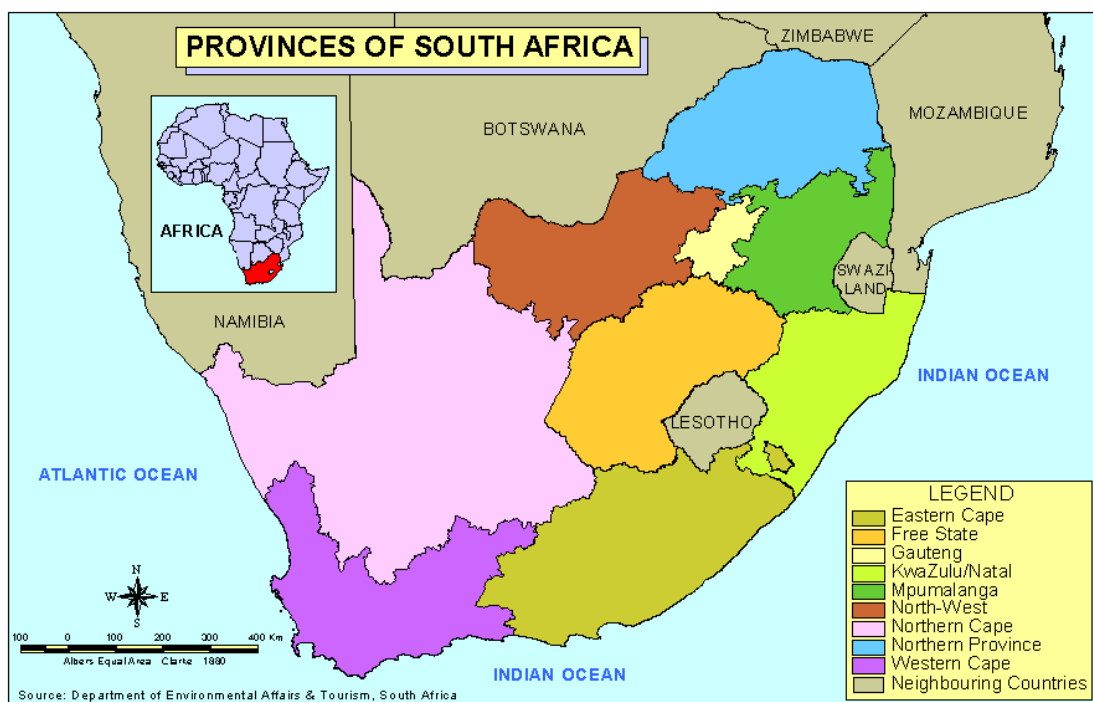 PROVINCES OF SOUTH AFRICA
ZIMBABWE
MOZAMBIQUE
BOTSWANA
AFRICA
SWAZI
LAND
NAMIBIA
INDIAN OCEAN
LESOTHO
ATLANTIC OCEAN
LEGEND
Eastern Cape
Free State
Gauteng
KwaZulu/Natal
Mpumalanga
North-West
Northern Cape
Northern Province
Western Cape
Neighbouring Countries
N
W E
S
100 0 100 200 300 400 Km
Albers Equal Area Clarke 1880
INDIAN OCEAN
Source: Department of Environmental Affairs & Tourism, South Africa